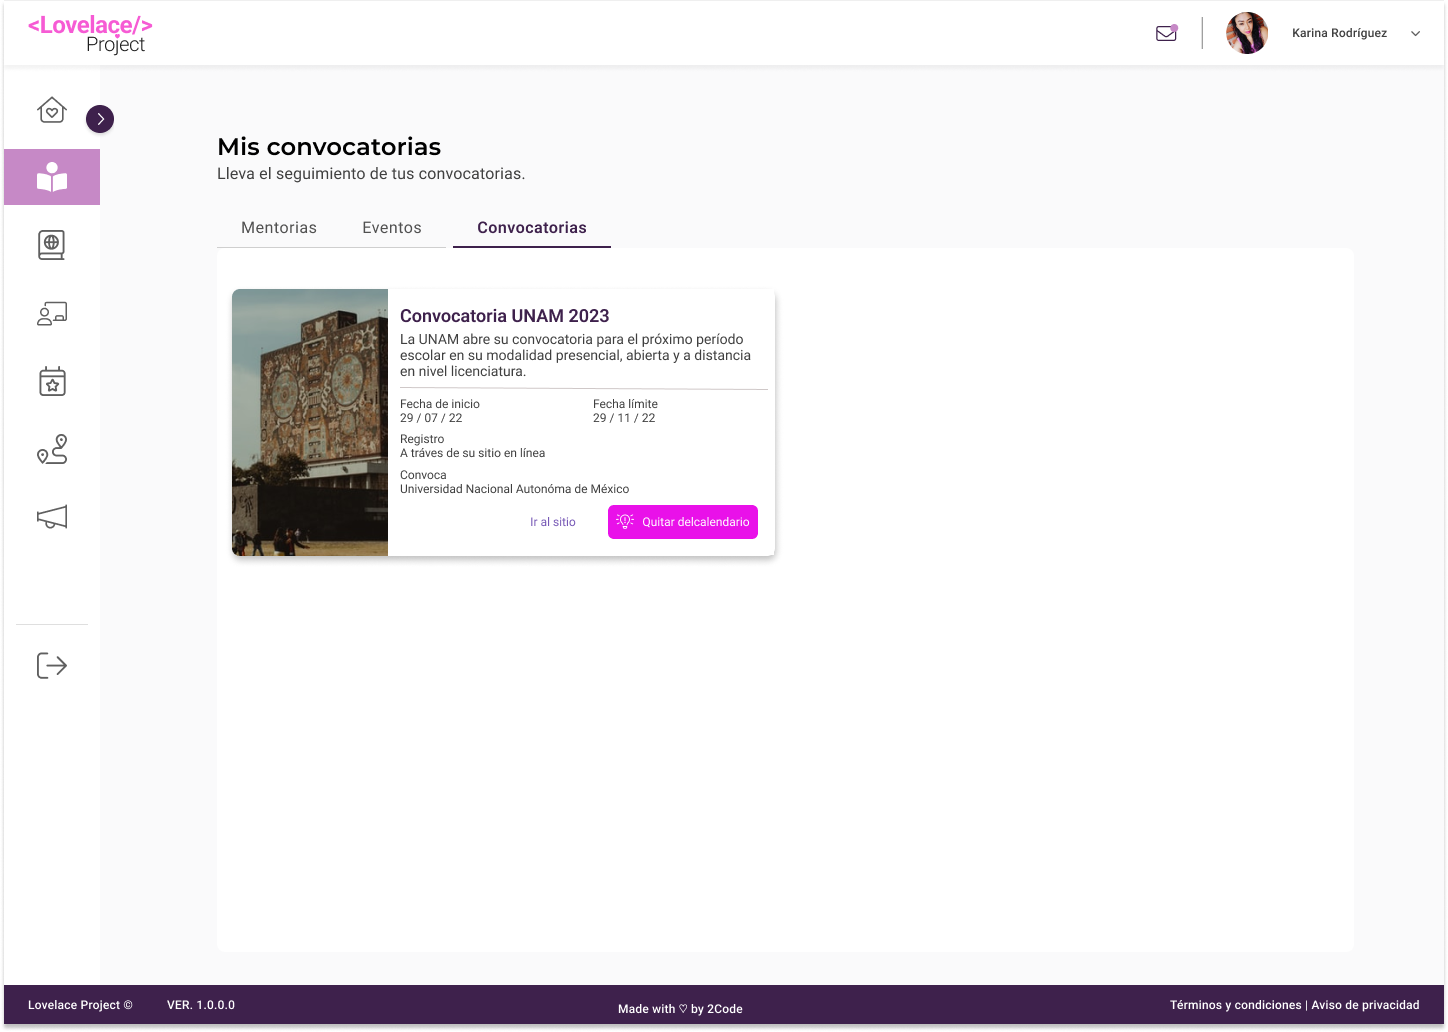 <Lovelace/>
Project
Karina Rodríguez
Mis convocatorias
Lleva el seguimiento de tus convocatorias.
Mentorias
Eventos
Convocatorias
Convocatoria UNAM 2023
La UNAM abre su convocatoria para el próximo período
escolar en su modalidad presencial, abierta y a distancia
en nivel licenciatura.
Fecha de inicio
29 / 07 / 22
Fecha límite
29 / 11 / 22
Registro
A tráves de su sitio en línea
Convoca
Universidad Nacional Autonóma de México
Ir al sitio
Quitar delcalendario
Lovelace Project ©
VER. 1.0.0.0
Made with ♡ by 2Code
Términos y condiciones | Aviso de privacidad